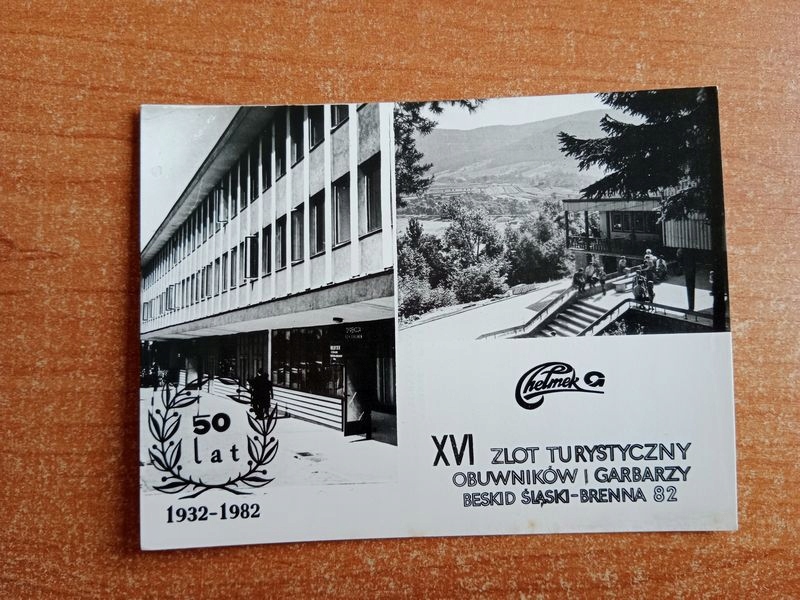 50
lat
1932-1982
Chełmek
XVI ZLOT TURYSTYCZNY
OBUWNIKÓW I GARBARZY
BESKID ŚLĄSKI-BRENNA 82